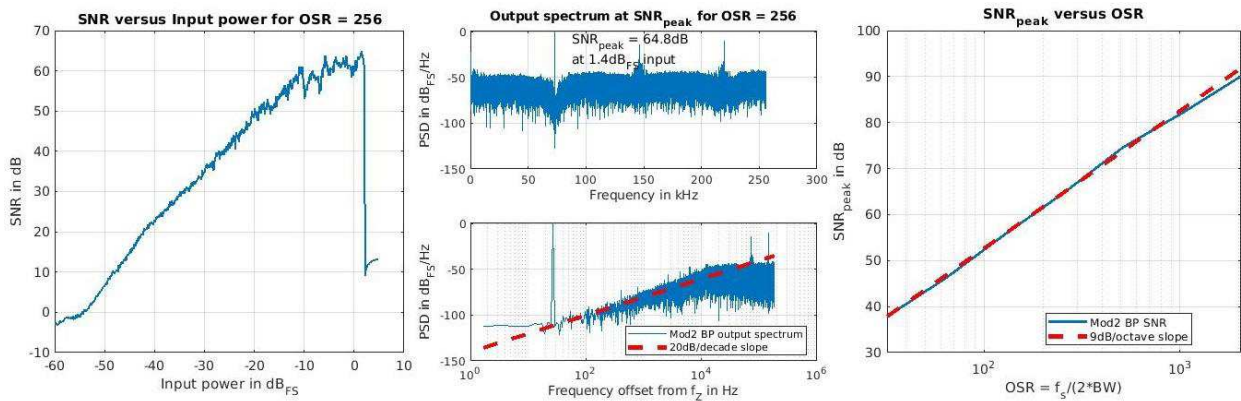 SNR versus Input power for OSR = 256
70
60
50
40
30
20
10
0
-10
SNR in dB
-60 -50 -40 -30 -20 -10 0 10
Input power in dBFS
Output spectrum at SNRpeak for OSR = 256
SNRpeak = 64.8dB
at 1.4dBFS input
0
-50
-100
-150
PSD in dBFS/Hz
0 50 100 150 200 250 300
Frequency in kHz
0
-50
-100
-150
PSD in dBFS/Hz
Mod2 BP output spectrum
20dB/decade slope
10^0 10^2 10^4 10^6
Frequency offset from fZ in Hz
SNRpeak versus OSR
100
90
80
70
60
50
40
30
SNRpeak in dB
Mod2 BP SNR
9dB/octave slope
10^2 10^3
OSR = fs/(2*BW)